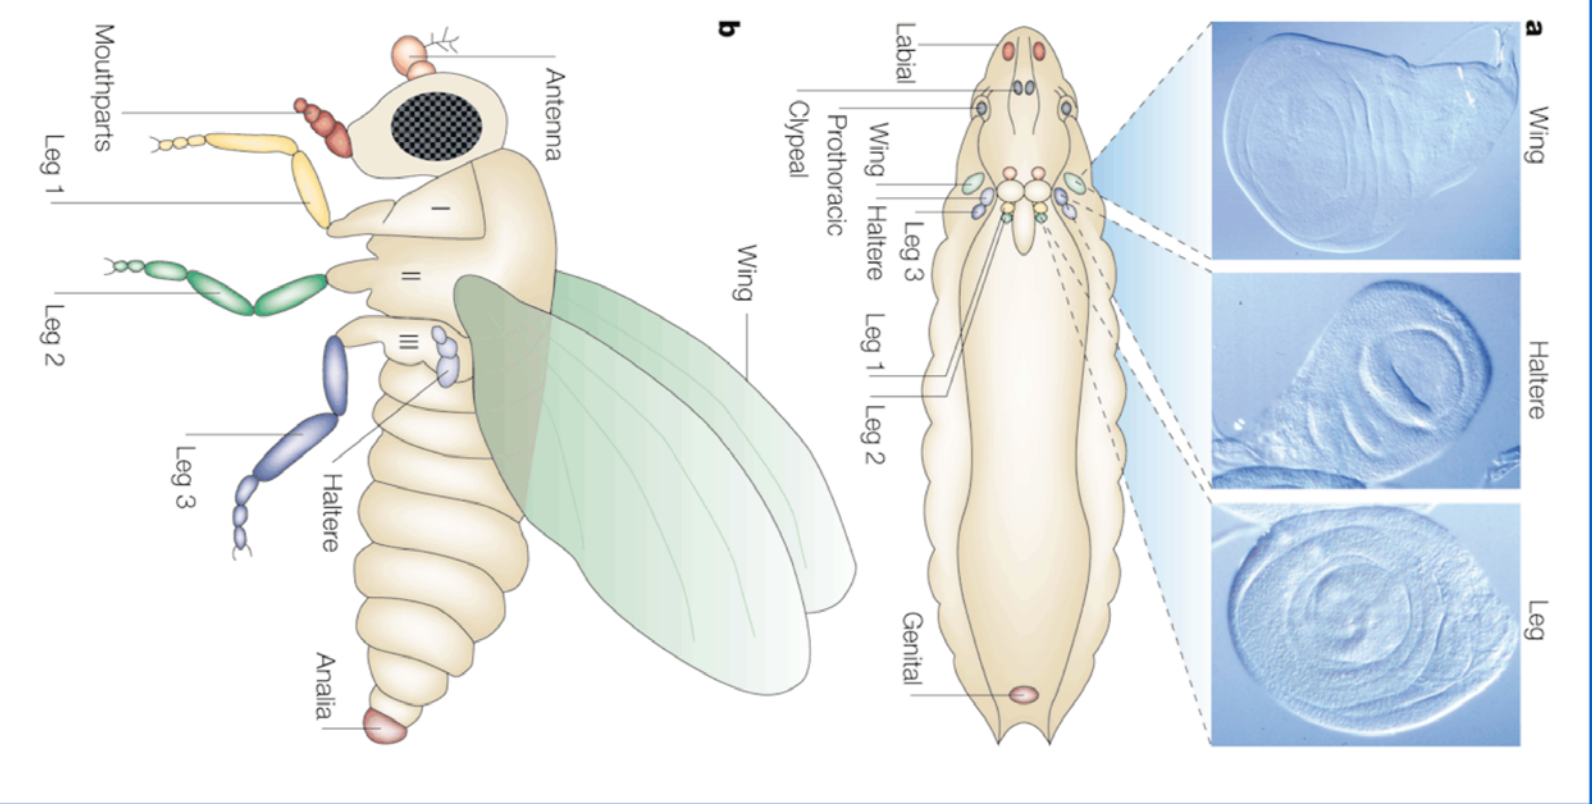 a
Wing
Haltere
Leg
Labial
Clypeal
Prothoracic
Wing
Haltere
Leg 3
Leg 1
Leg 2
Genital
b
Antenna
Wing
Mouthparts
Leg 1
Leg 2
Leg 3
Haltere
Analia
I
II
III